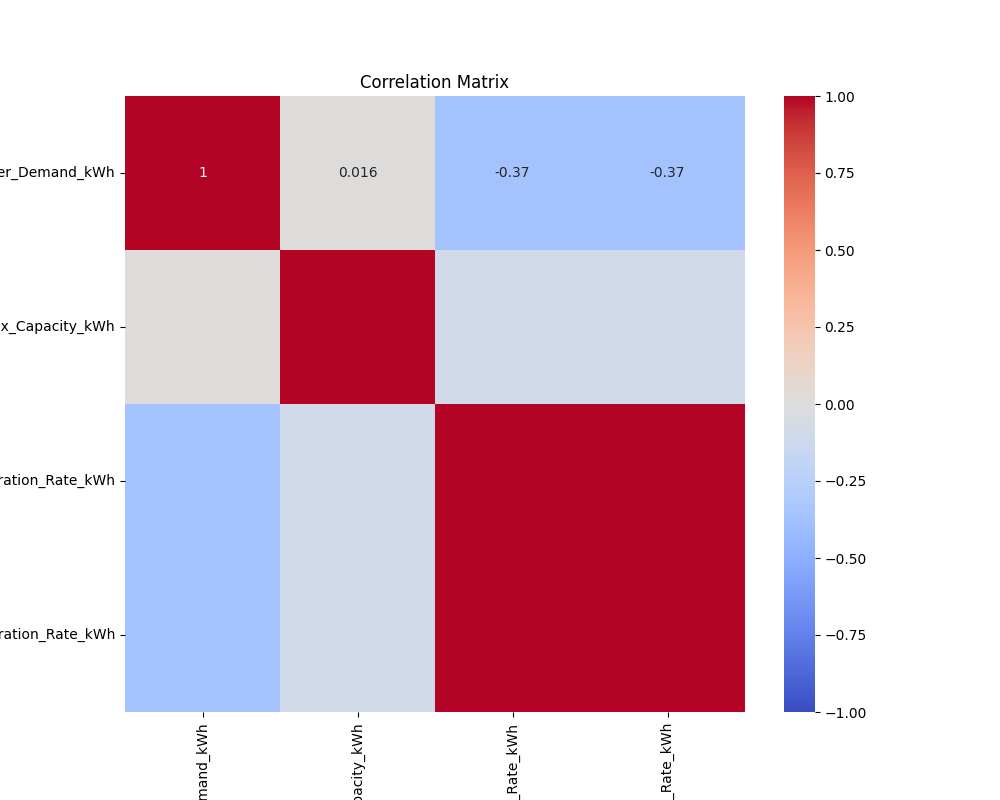 Correlation Matrix
er_Demand_kWh
1
0.016
-0.37
-0.37
x_Capacity_kWh
ration_Rate_kWh
ration_Rate_kWh
mand_kWh
pacity_kWh
_Rate_kWh
_Rate_kWh
1.00
0.75
0.50
0.25
0.00
−0.25
−0.50
−0.75
−1.00